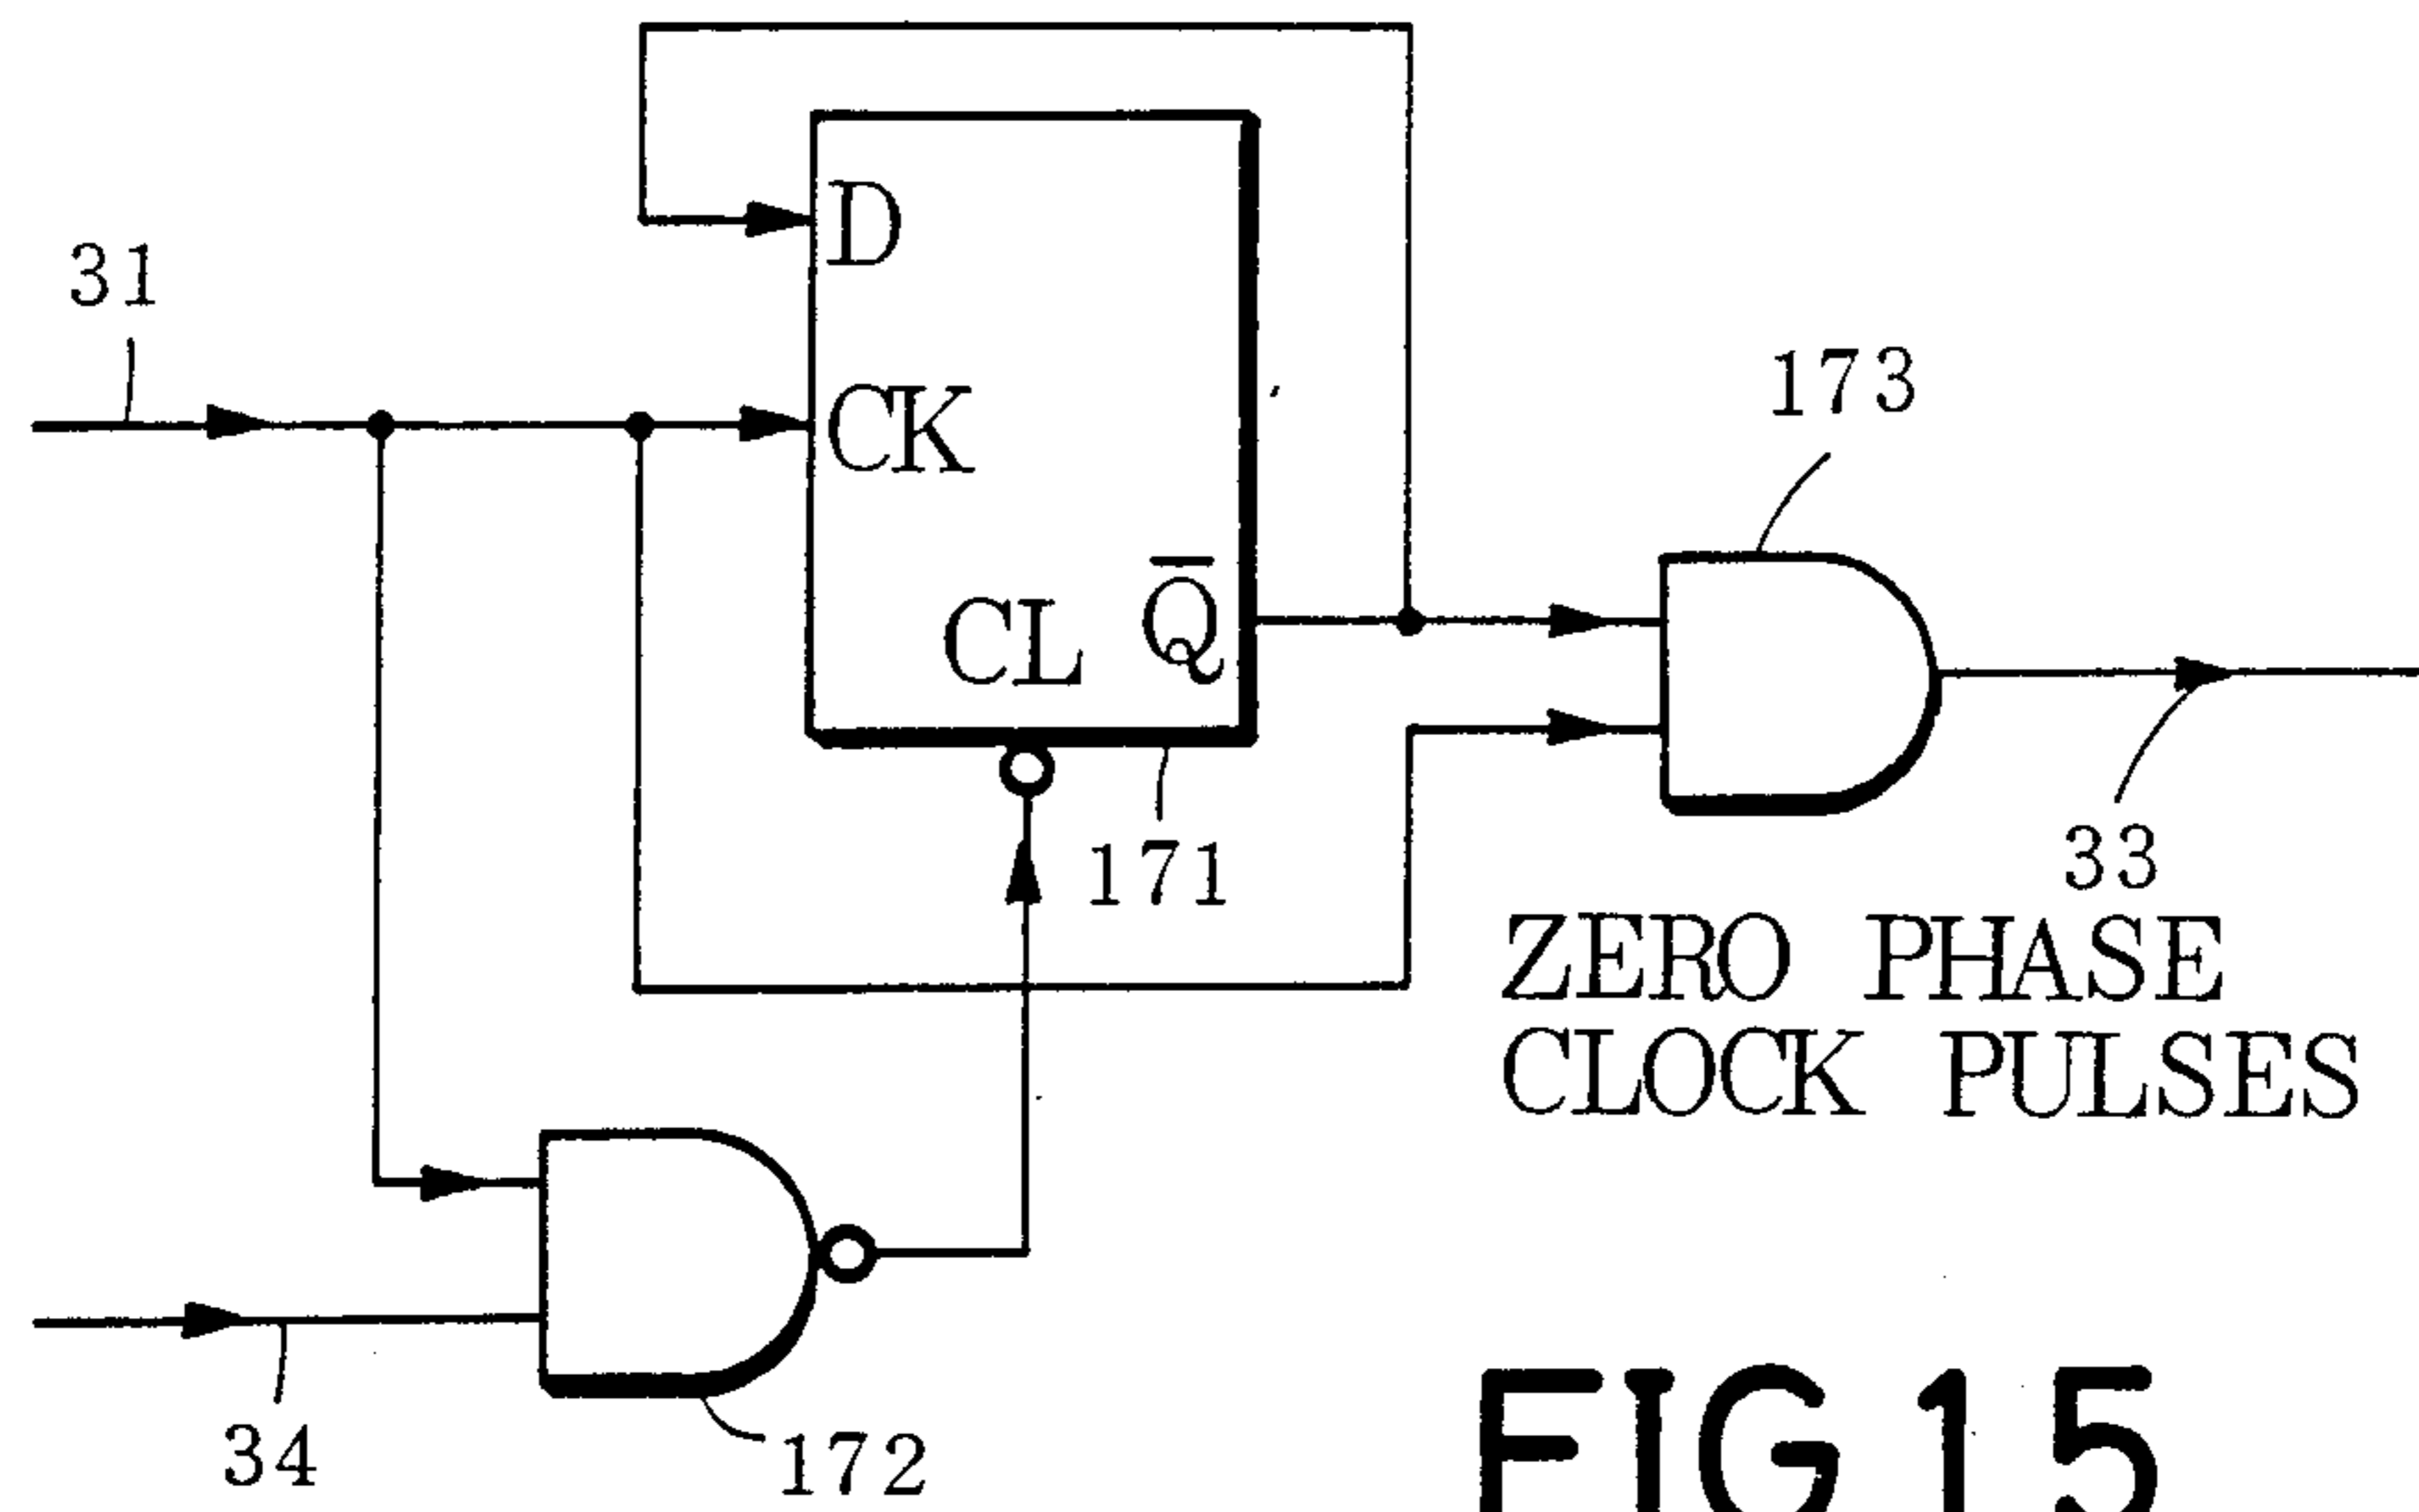 31
D
CK
CL
Q̅
173
171
33
ZERO PHASE
CLOCK PULSES
34
172
FIG 15